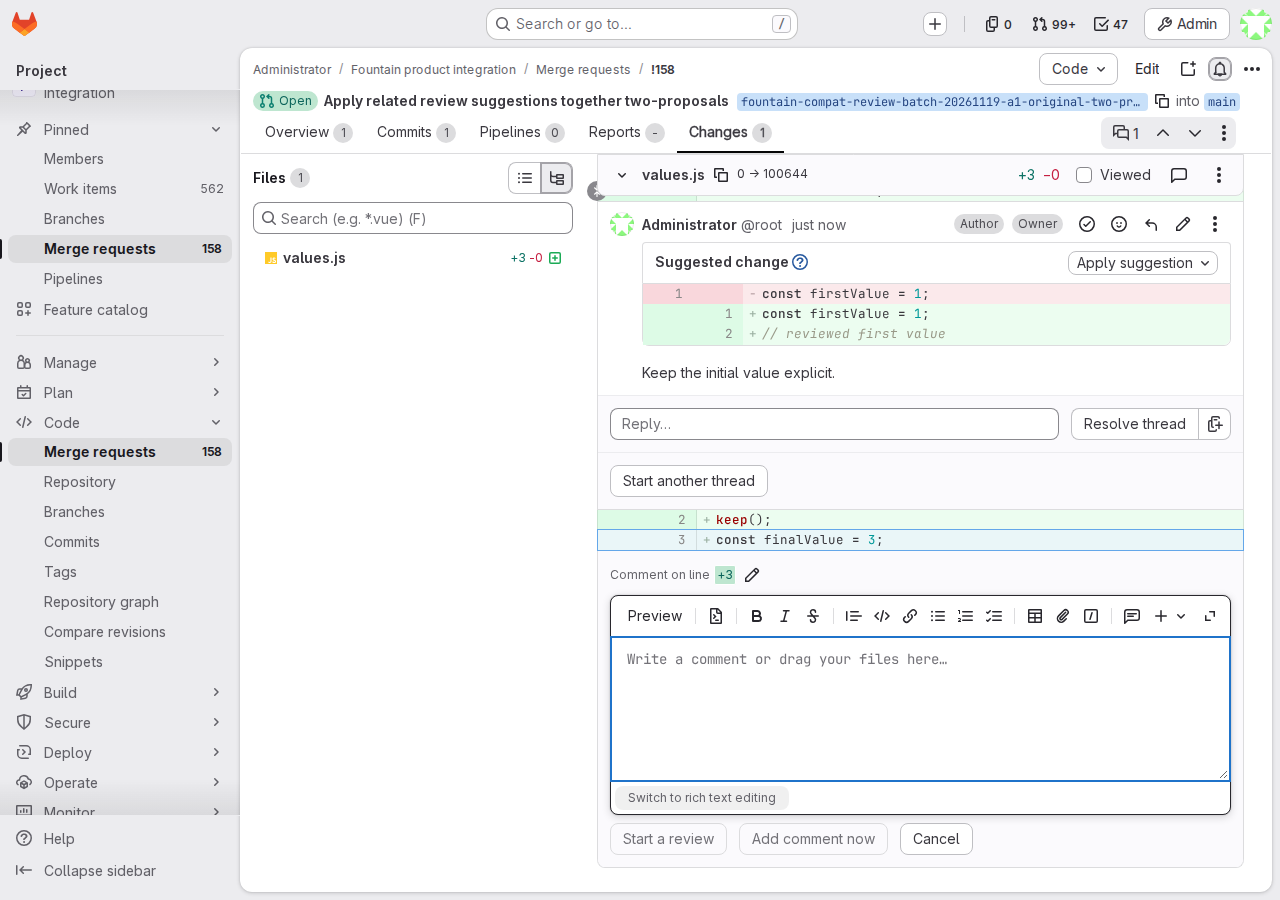 Search or go to... /
0
99+
47
Admin
Project
Integration
Pinned
Members
Work items 562
Branches
Merge requests 158
Pipelines
Feature catalog
Manage
Plan
Code
Merge requests 158
Repository
Branches
Commits
Tags
Repository graph
Compare revisions
Snippets
Build
Secure
Deploy
Operate
Monitor
Help
Collapse sidebar
Administrator / Fountain product integration / Merge requests / !158
Code
Edit
Open Apply related review suggestions together two-proposals fountain-compat-review-batch-20261119-a1-original-two-pr… into main
Overview 1 Commits 1 Pipelines 0 Reports - Changes 1
1
Files 1
Search (e.g. *.vue) (F)
values.js +3 -0
values.js 0 → 100644 +3 −0 Viewed
Administrator @root just now Author Owner
Suggested change Apply suggestion
1 - const firstValue = 1;
1 + const firstValue = 1;
2 + // reviewed first value
Keep the initial value explicit.
Reply…
Resolve thread
Start another thread
2 + keep();
3 + const finalValue = 3;
Comment on line +3
Preview
Write a comment or drag your files here…
Switch to rich text editing
Start a review Add comment now Cancel